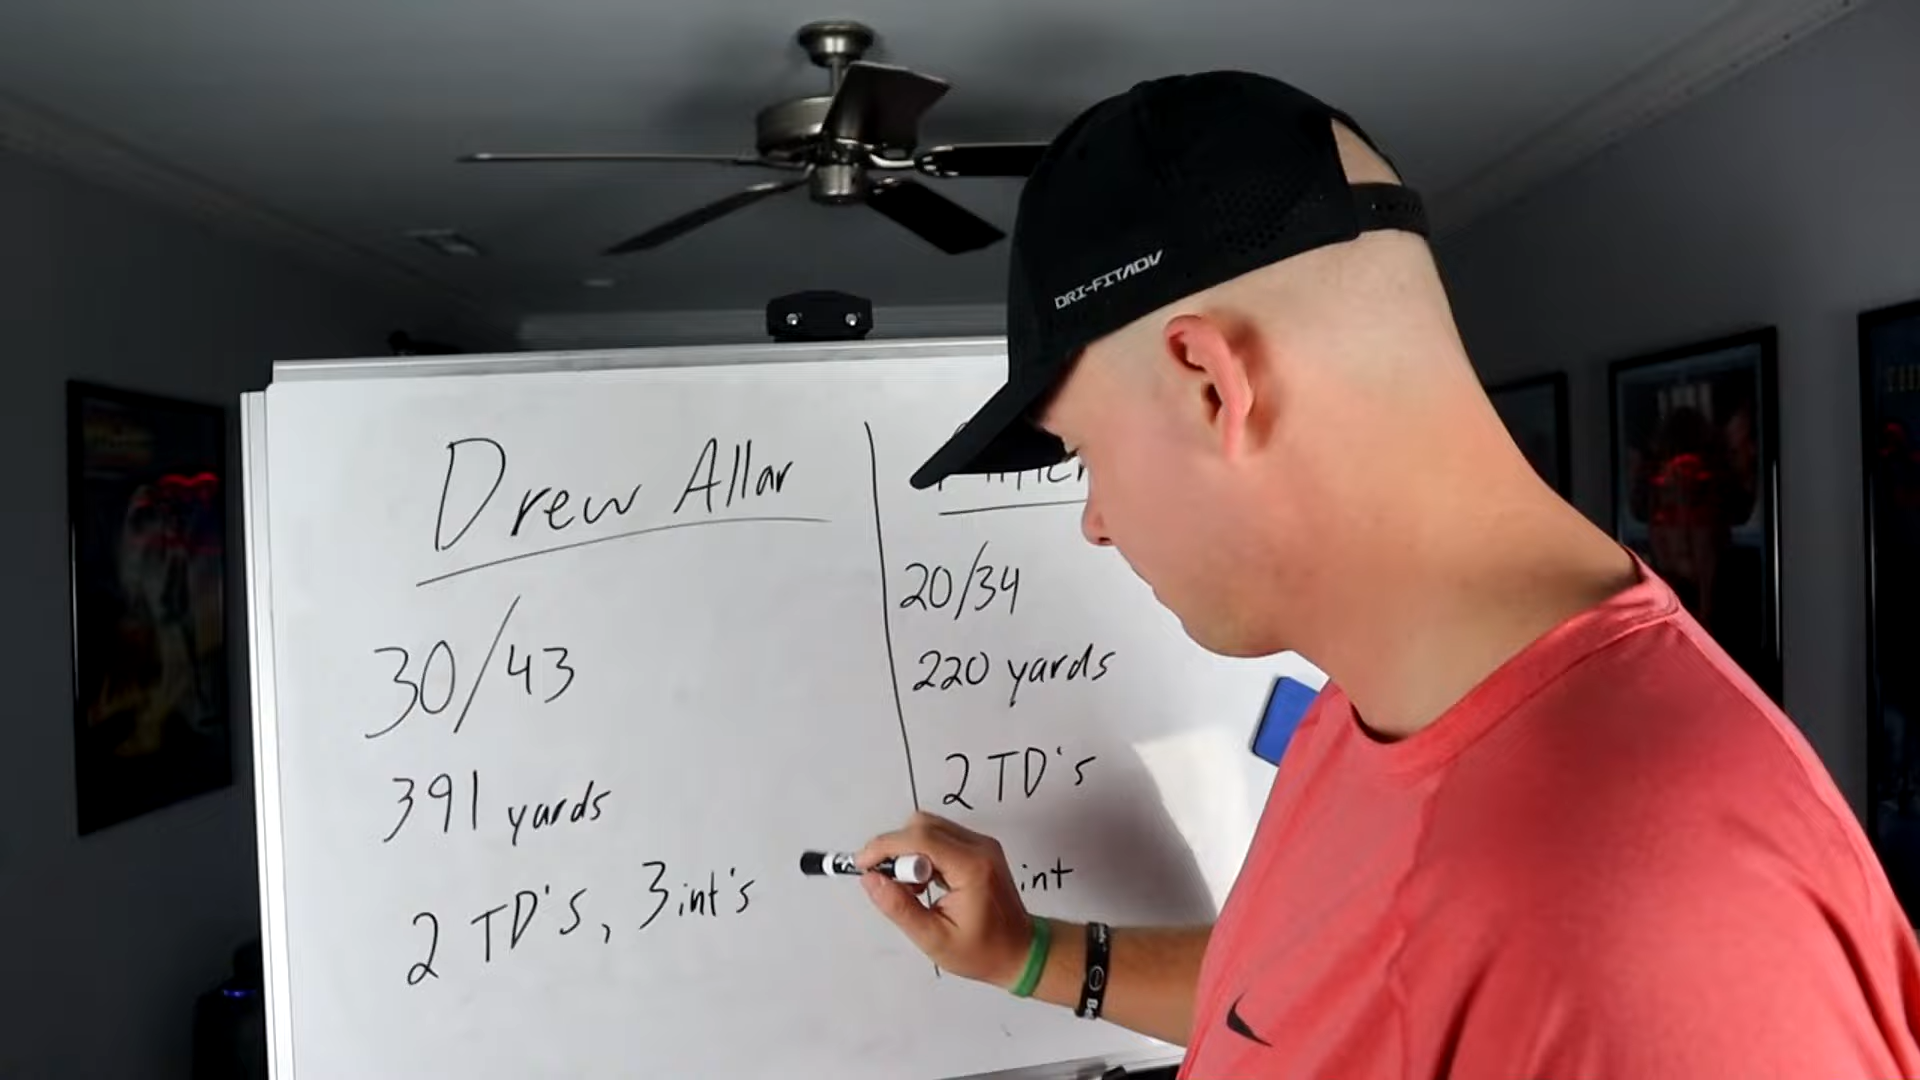 DRI-FIT ADV
Drew Allar
30/43
391 yards
2 TD's, 3 int's
20/34
220 yards
2 TD's
int